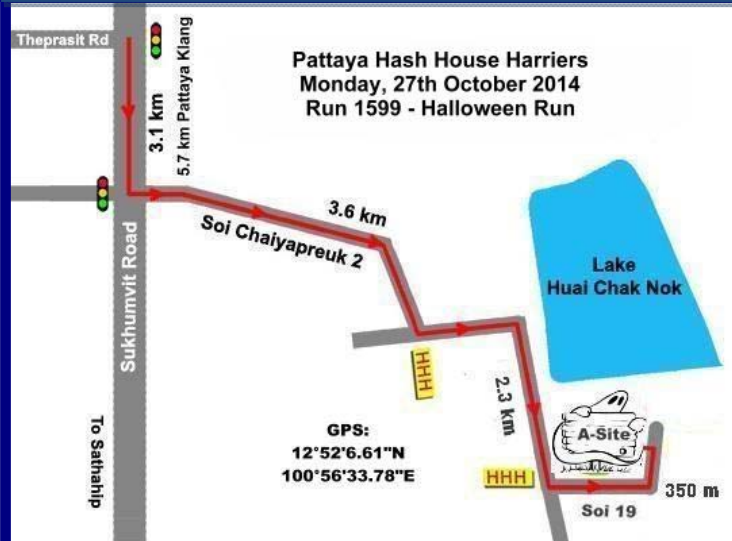 Pattaya Hash House Harriers
Monday, 27th October 2014
Run 1599 - Halloween Run
Theprasit Rd
3.1 km
5.7 km Pattaya Klang
3.6 km
Soi Chaiyapreuk 2
Sukhumvit Road
Lake
Huai Chak Nok
HHH
2.3 km
To Sathahip
GPS:
12°52'6.61"N
100°56'33.78"E
A-Site
HHH
350 m
Soi 19